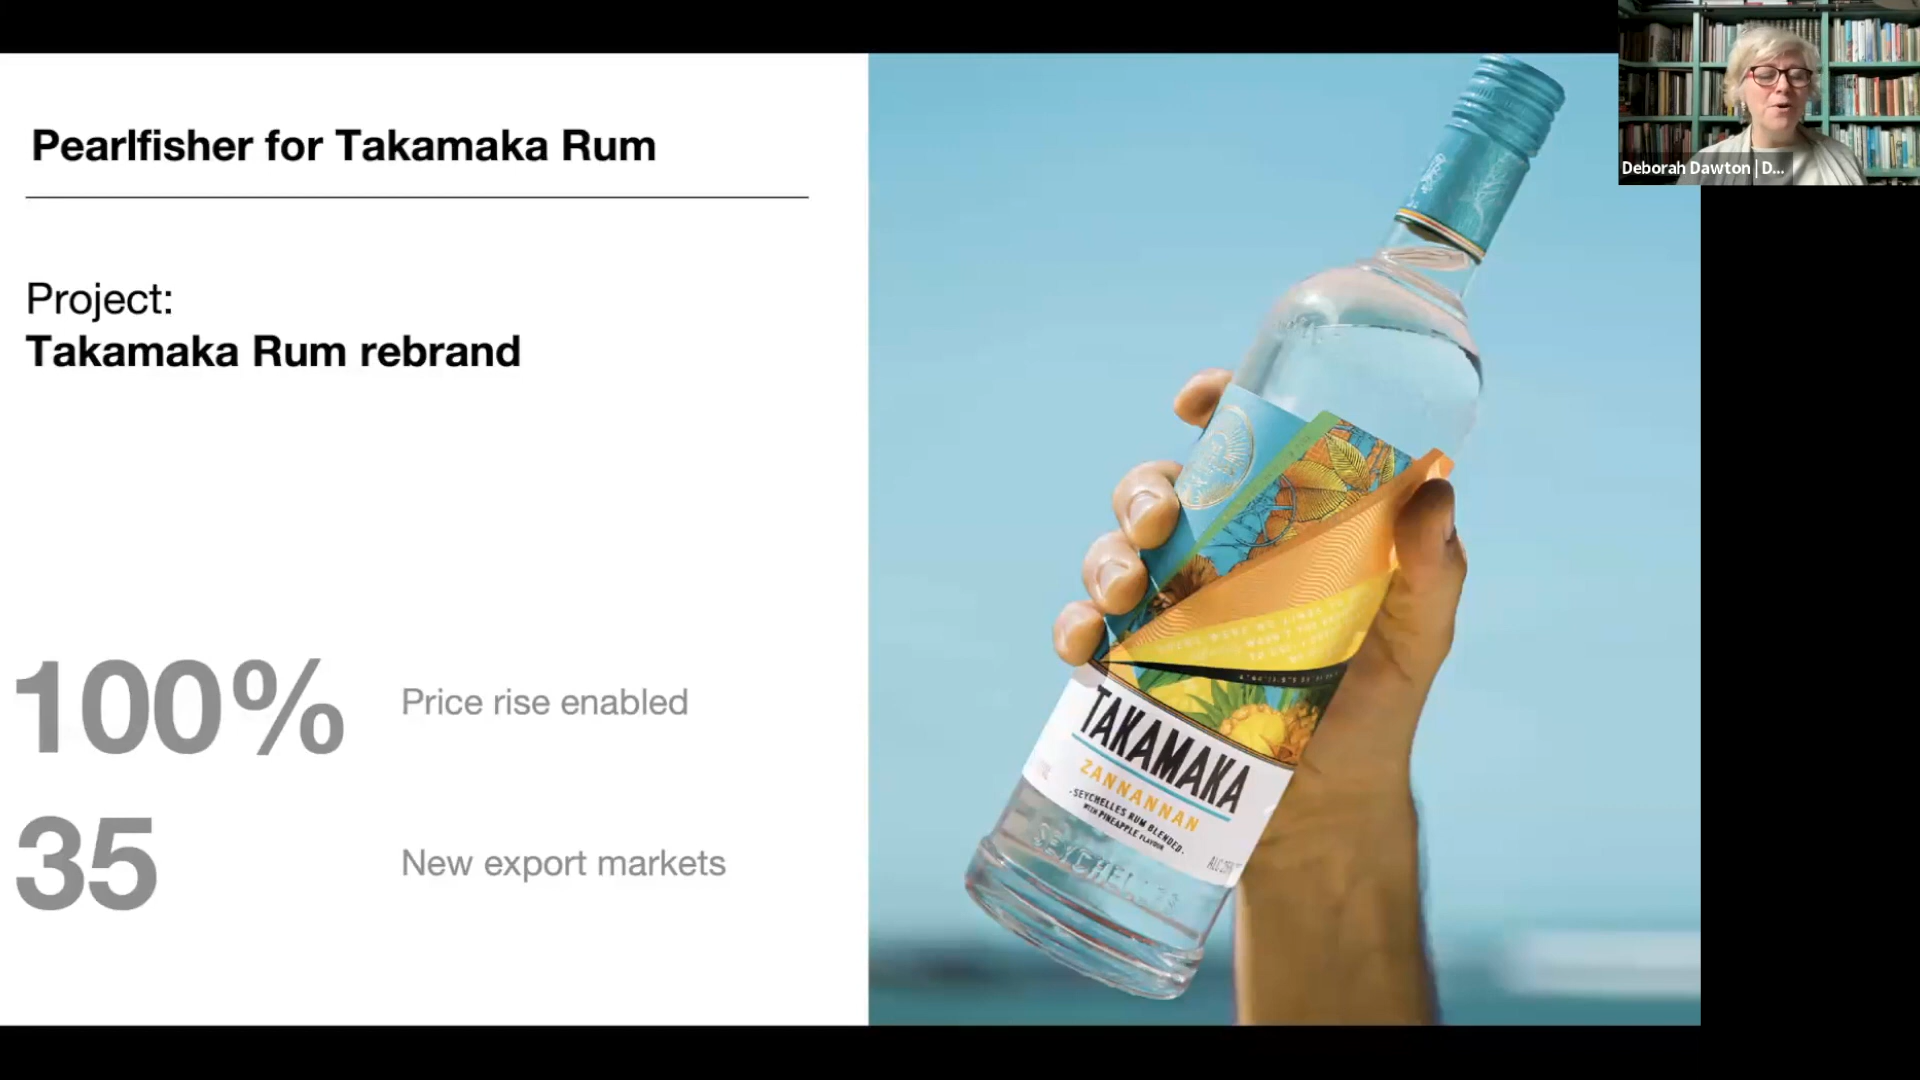 Pearlfisher for Takamaka Rum
Project:
Takamaka Rum rebrand
100%
Price rise enabled
35
New export markets
TAKAMAKA
ZANNANNAN
-SEYCHELLES RUM BLENDED-
WITH PINEAPPLE FLAVOUR
SEYCHELLES
Deborah Dawton | D...